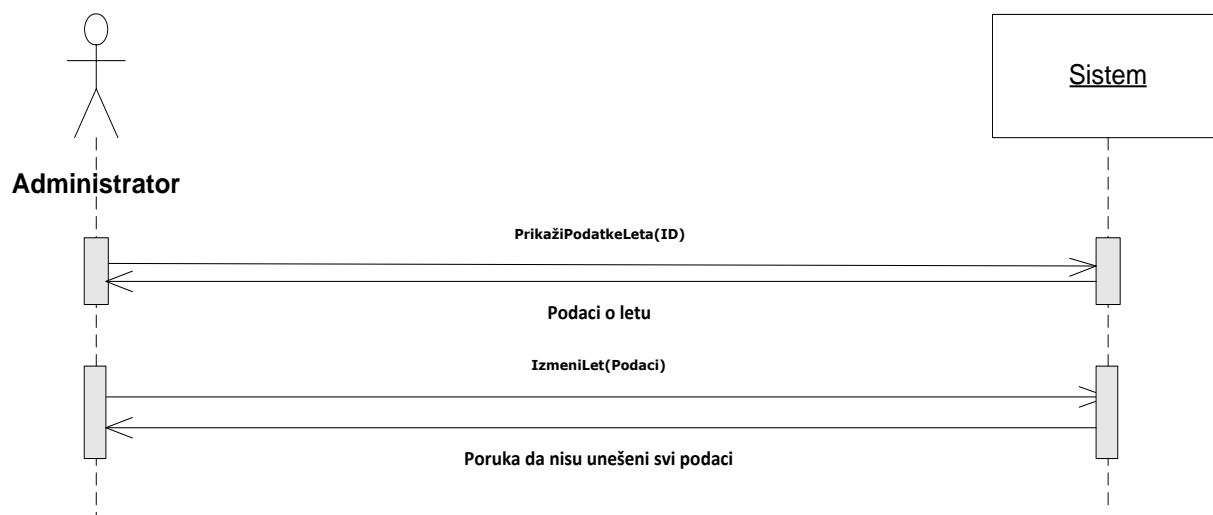 Sistem
Administrator
PrikažiPodatkeLeta(ID)
Podaci o letu
IzmeniLet(Podaci)
Poruka da nisu unešeni svi podaci